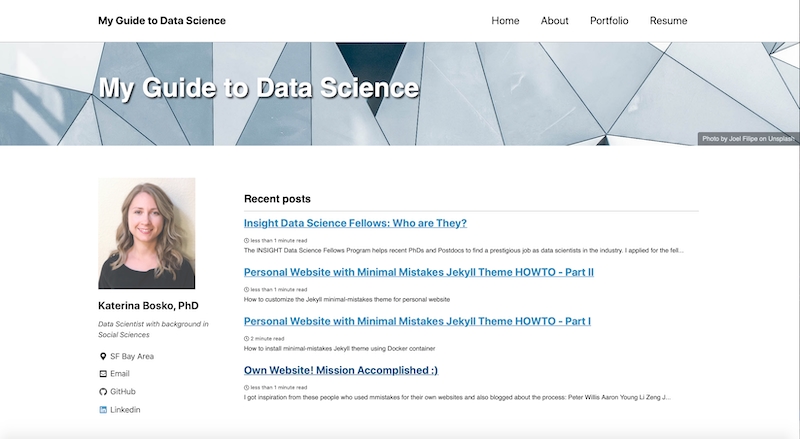 My Guide to Data Science
Home About Portfolio Resume
My Guide to Data Science
Photo by Joel Filipe on Unsplash
Katerina Bosko, PhD
Data Scientist with background in
Social Sciences
SF Bay Area
Email
GitHub
Linkedin
Recent posts
Insight Data Science Fellows: Who are They?
less than 1 minute read
The INSIGHT Data Science Fellows Program helps recent PhDs and Postdocs to find a prestigious job as data scientists in the industry. I applied for the fell...
Personal Website with Minimal Mistakes Jekyll Theme HOWTO - Part II
less than 1 minute read
How to customize the Jekyll minimal-mistakes theme for personal website
Personal Website with Minimal Mistakes Jekyll Theme HOWTO - Part I
2 minute read
How to install minimal-mistakes Jekyll theme using Docker container
Own Website! Mission Accomplished :)
less than 1 minute read
I got inspiration from these people who used mmistakes for their own websites and also blogged about the process: Peter Willis Aaron Young Li Zeng J...